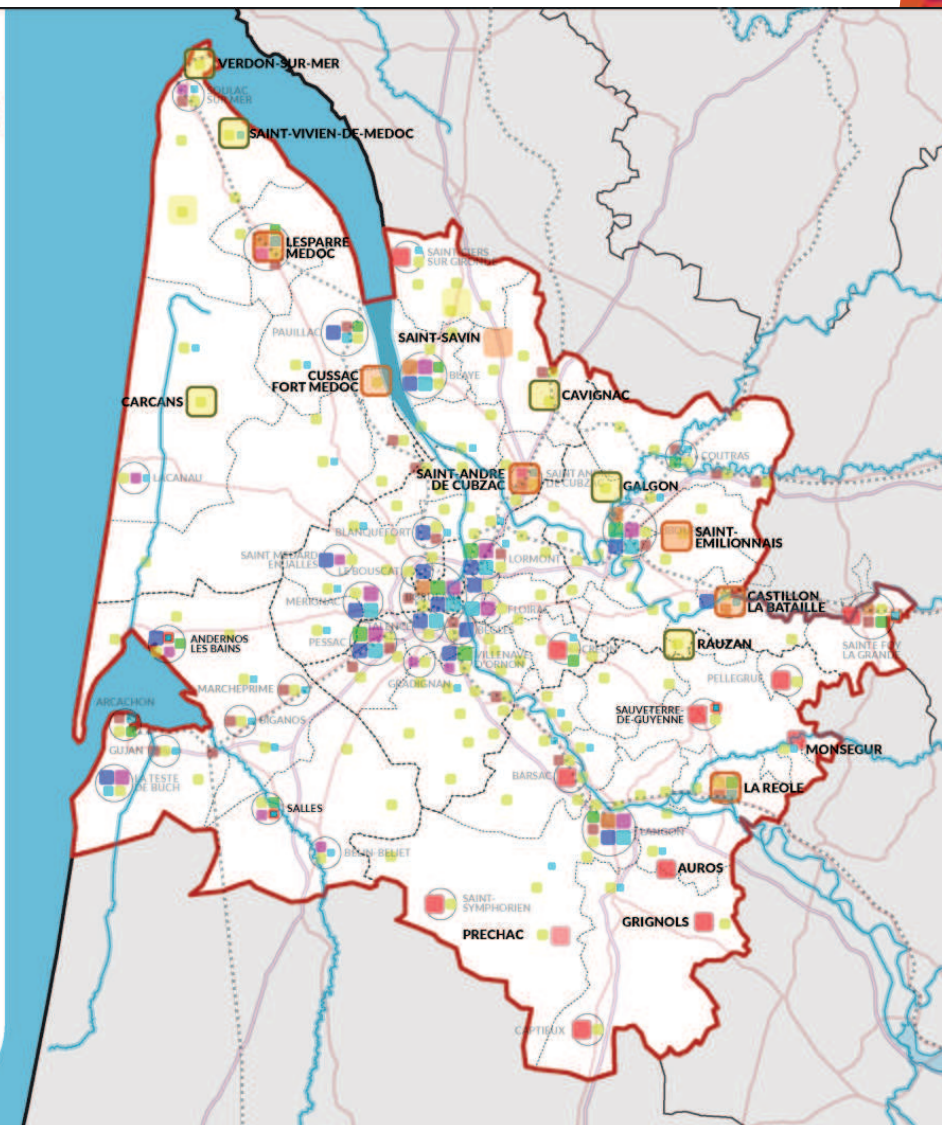 VERDON-SUR-MER
SOULAC
SUR MER
SAINT-VIVIEN-DE-MEDOC
LESPARRE
MEDOC
SUR GIRONDE
PAUILLAC
SAINT-SAVIN
CUSSAC
FORT MEDOC
BLAYE
CARCANS
CAVIGNAC
COUTRAS
LACANAU
SAINT-ANDRE
DE CUBZAC
SAINT ANDRE
DE CUBZAC
GALGON
BLANQUEFORT
SAINT-
EMILIONNAIS
SAINT MEDARD
EN JALLES
LE BOUSCAT
LORMONT
MERIGNAC
FLOIRAC
CASTILLON
LA BATAILLE
ANDERNOS
LES BAINS
PESSAC
BEGLES
VILLENAVE
D'ORNON
CREON
RAUZAN
SAINTE FOY
LA GRANDE
GRADIGNAN
PELLEGRUE
MARCHEPRIME
ARCACHON
BIGANOS
SAUVETERRE-
DE-GUYENNE
GUJAN
MONSEGUR
LA TESTE
DE BUCH
BARSAC
LA REOLE
SALLES
LANGON
BELIN-BELIET
AUROS
SAINT-
SYMPHORIEN
GRIGNOLS
PRECHAC
CAPTIEUX